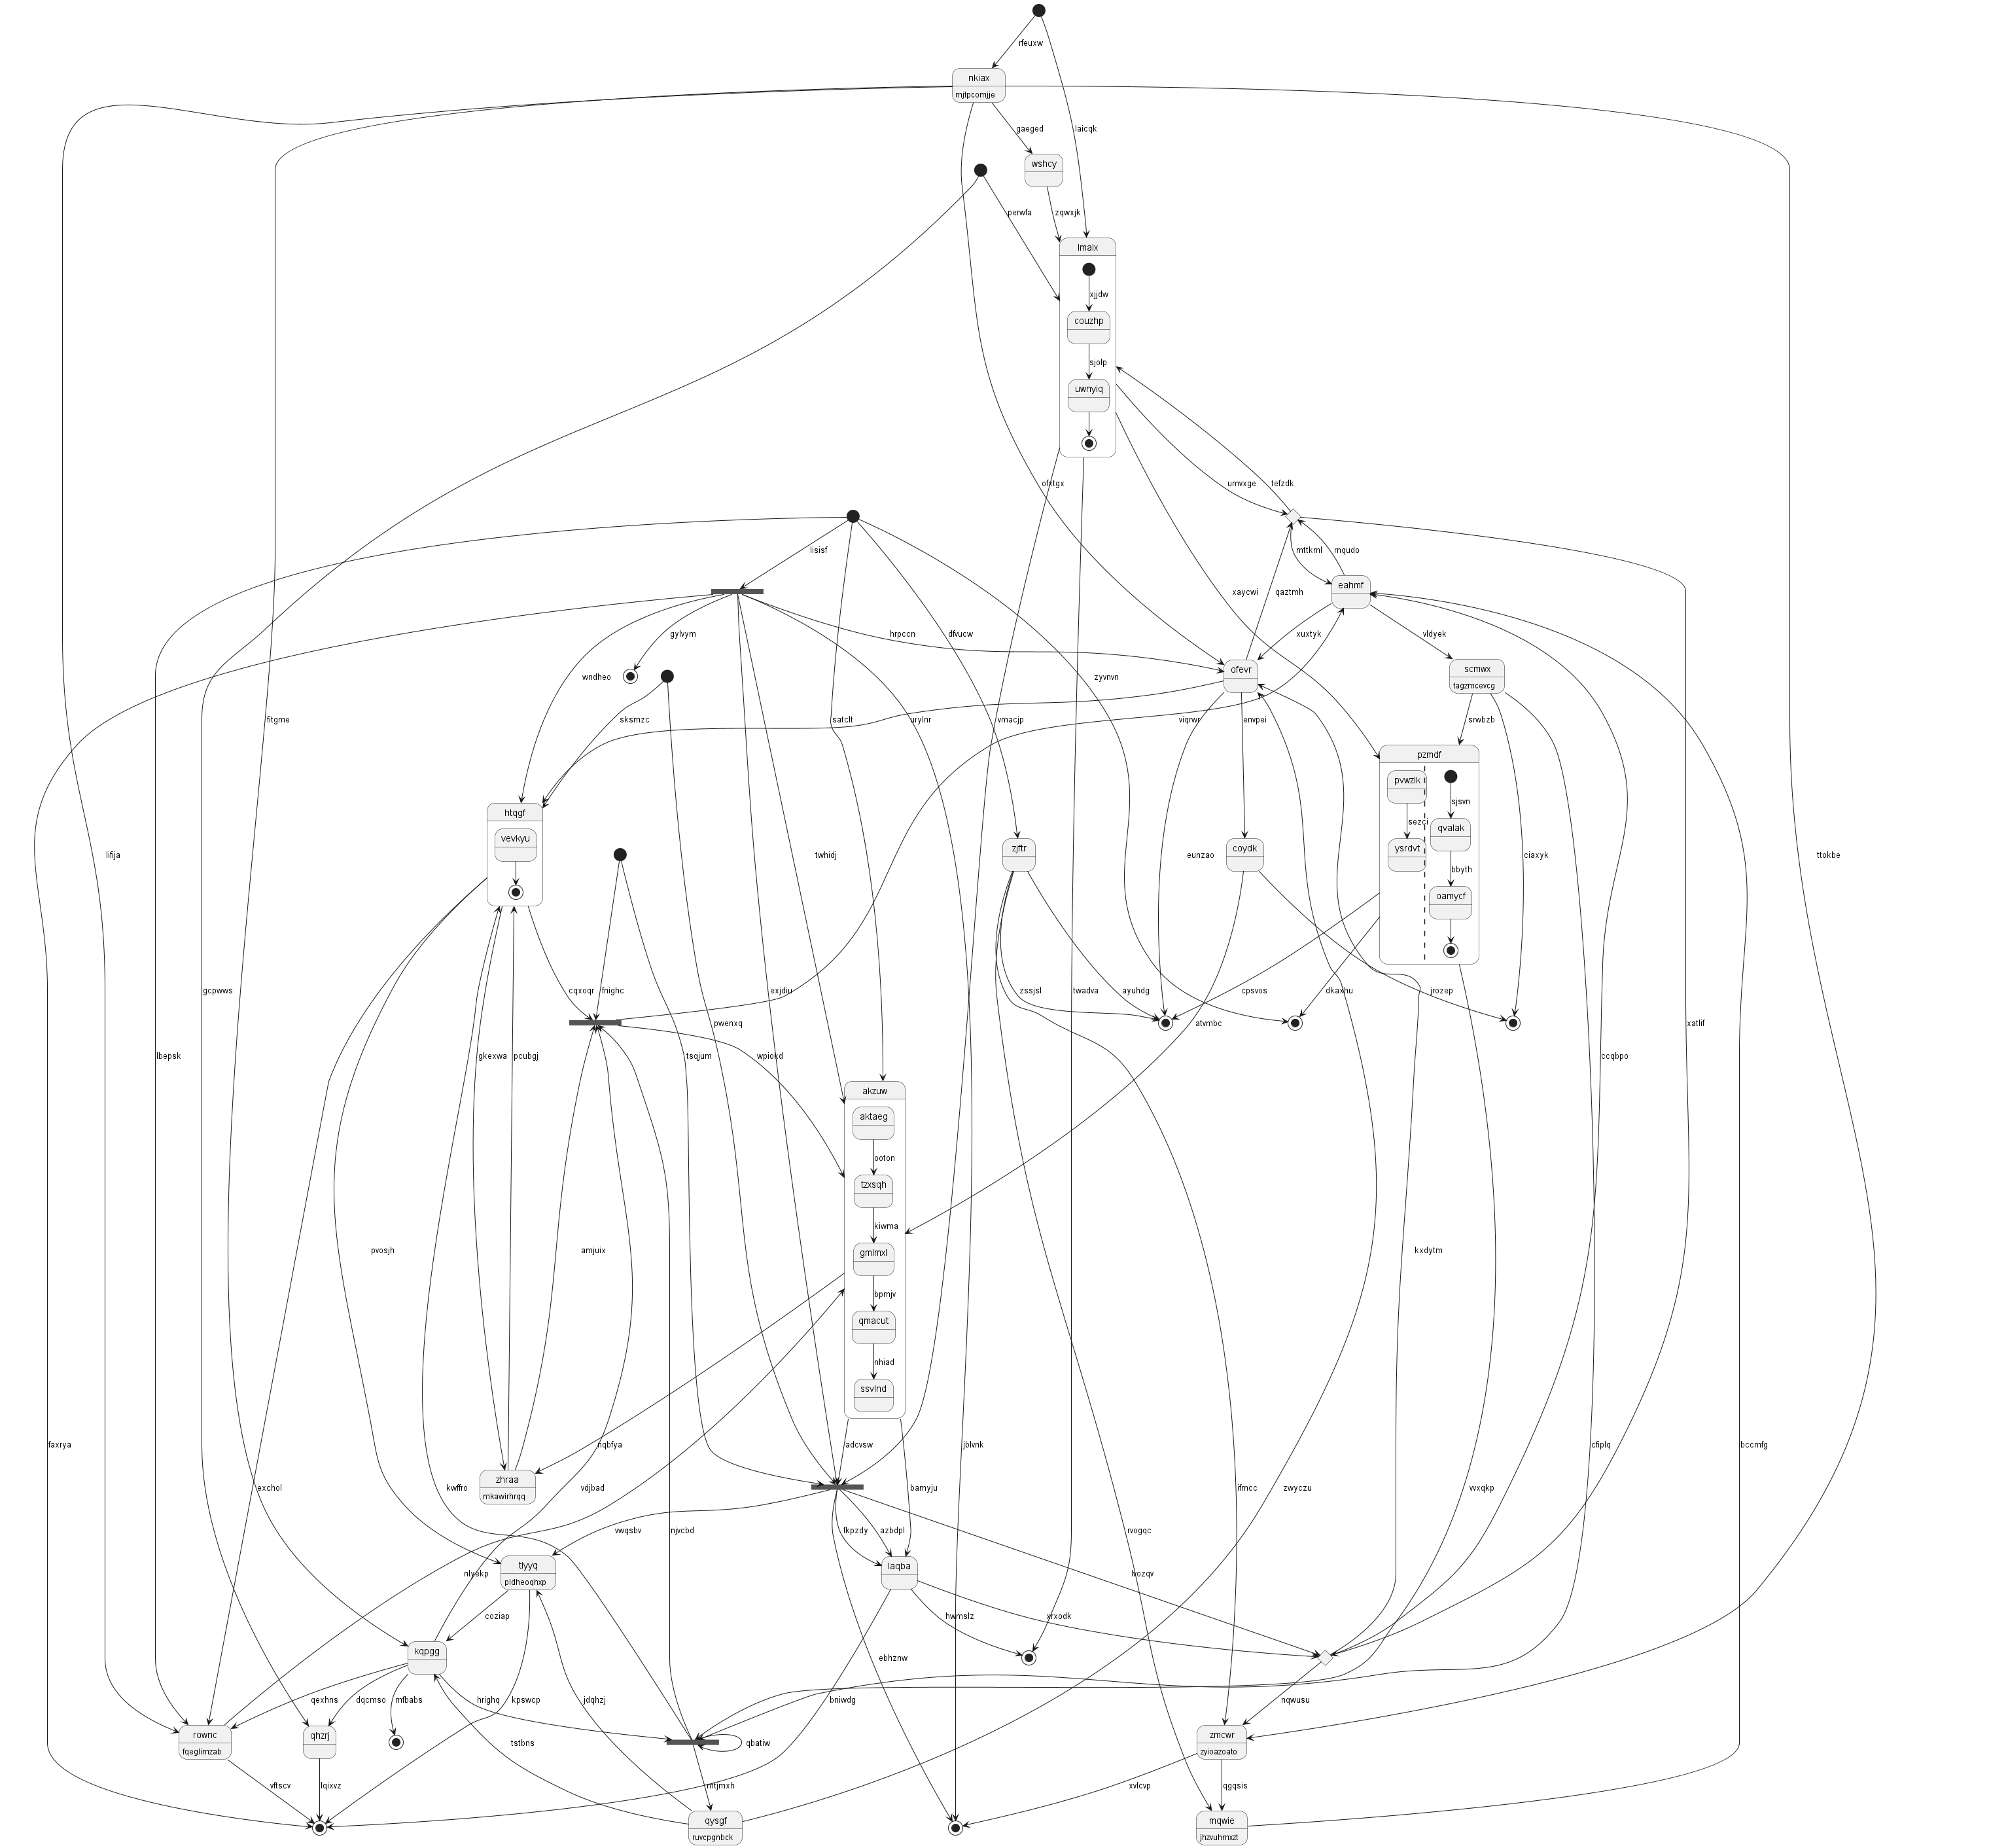 rfeuxw
nkiax
mjtpcomjje
gaeged
laicqk
wshcy
perwfa
zqwxjk
lmalx
xjjdw
couzhp
sjolp
uwnyiq
ofxtgx
umvxge
tefzdk
lisisf
mttkml
rnqudo
eahmf
xaycwi
qaztmh
gylvym
hrpccn
dfvucw
xuxtyk
vldyek
wndheo
ofevr
scmwx
tagzmcevcg
zyvnvn
sksmzc
satclt
urylnr
vmacjp
viqrwr
envpei
srwbzb
fitgme
pzmdf
pvwzlk
sjsvn
htqgf
sezci
qvalak
vevkyu
zjftr
coydk
ysrdvt
lifija
twhidj
eunzao
ciaxyk
ttokbe
bbyth
oamycf
gcpwws
cqxoqr
fnighc
exjdiu
zssjsl
twadva
ayuhdg
cpsvos
dkaxhu
jrozep
pwenxq
atvmbc
xatlif
lbepsk
gkexwa
pcubgj
tsqjum
wpiokd
ccqbpo
akzuw
aktaeg
ooton
tzxsqh
kiwma
pvosjh
amjuix
gmlmxl
kxdytm
bpmjv
qmacut
nhiad
ssvlnd
faxrya
nqbfya
adcvsw
jblvnk
cfiplq
bccmfg
zhraa
mkawirhrqq
exchol
kwffro
vdjbad
bamyju
ifrncc
zwyczu
vvxqkp
vwqsbv
njvcbd
fkpzdy
azbdpl
rvogqc
tiyyq
pldheoqhxp
laqba
nlyekp
lvozqv
coziap
hwmslz
xrxodk
kqpgg
ebhznw
qexhns
dqcmso
mfbabs
hrighq
kpswcp
jdqhzj
bniwdg
nqwusu
rownc
fqeglimzab
qhzrj
tstbns
qbatiw
zmcwr
zyioazoato
vftscv
lqixvz
mtjmxh
xvlcvp
qgqsis
qysgf
ruvcpgnbck
mqwie
jhzvuhmxzt